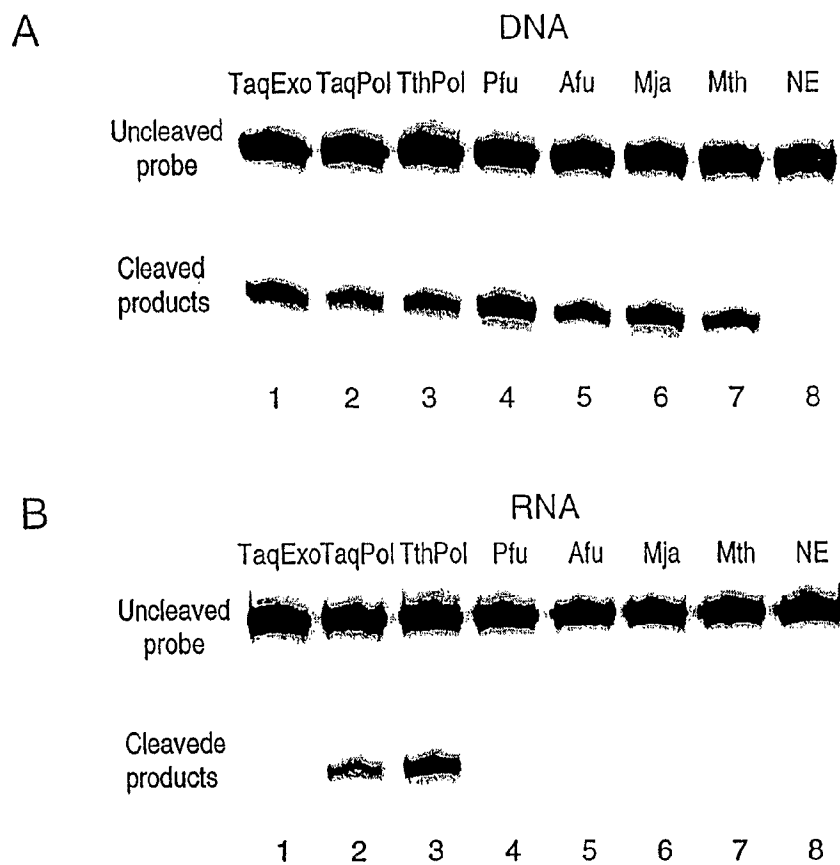 A
DNA
TaqExo TaqPol TthPol Pfu Afu Mja Mth NE
Uncleaved
probe
Cleaved
products
1 2 3 4 5 6 7 8
B
RNA
TaqExo TaqPol TthPol Pfu Afu Mja Mth NE
Uncleaved
probe
Cleavede
products
1 2 3 4 5 6 7 8